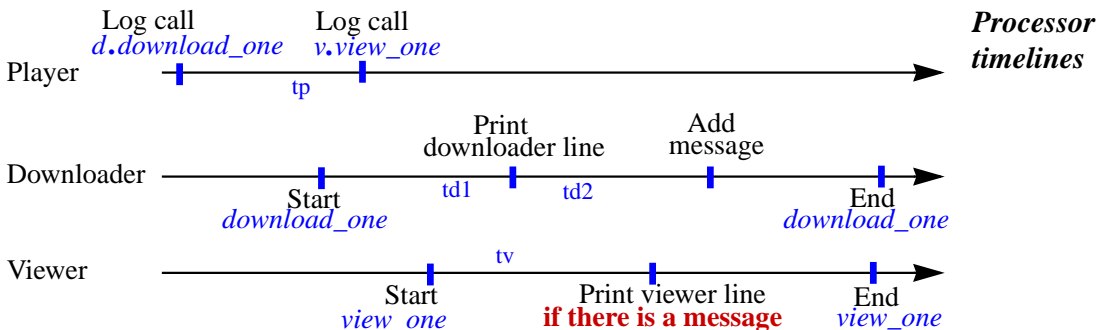 Log call
d.download_one
Log call
v.view_one
Processor
timelines
Player
tp
Print
downloader line
Add
message
Downloader
td1
td2
Start
download_one
End
download_one
Viewer
tv
Start
view_one
Print viewer line
if there is a message
End
view_one